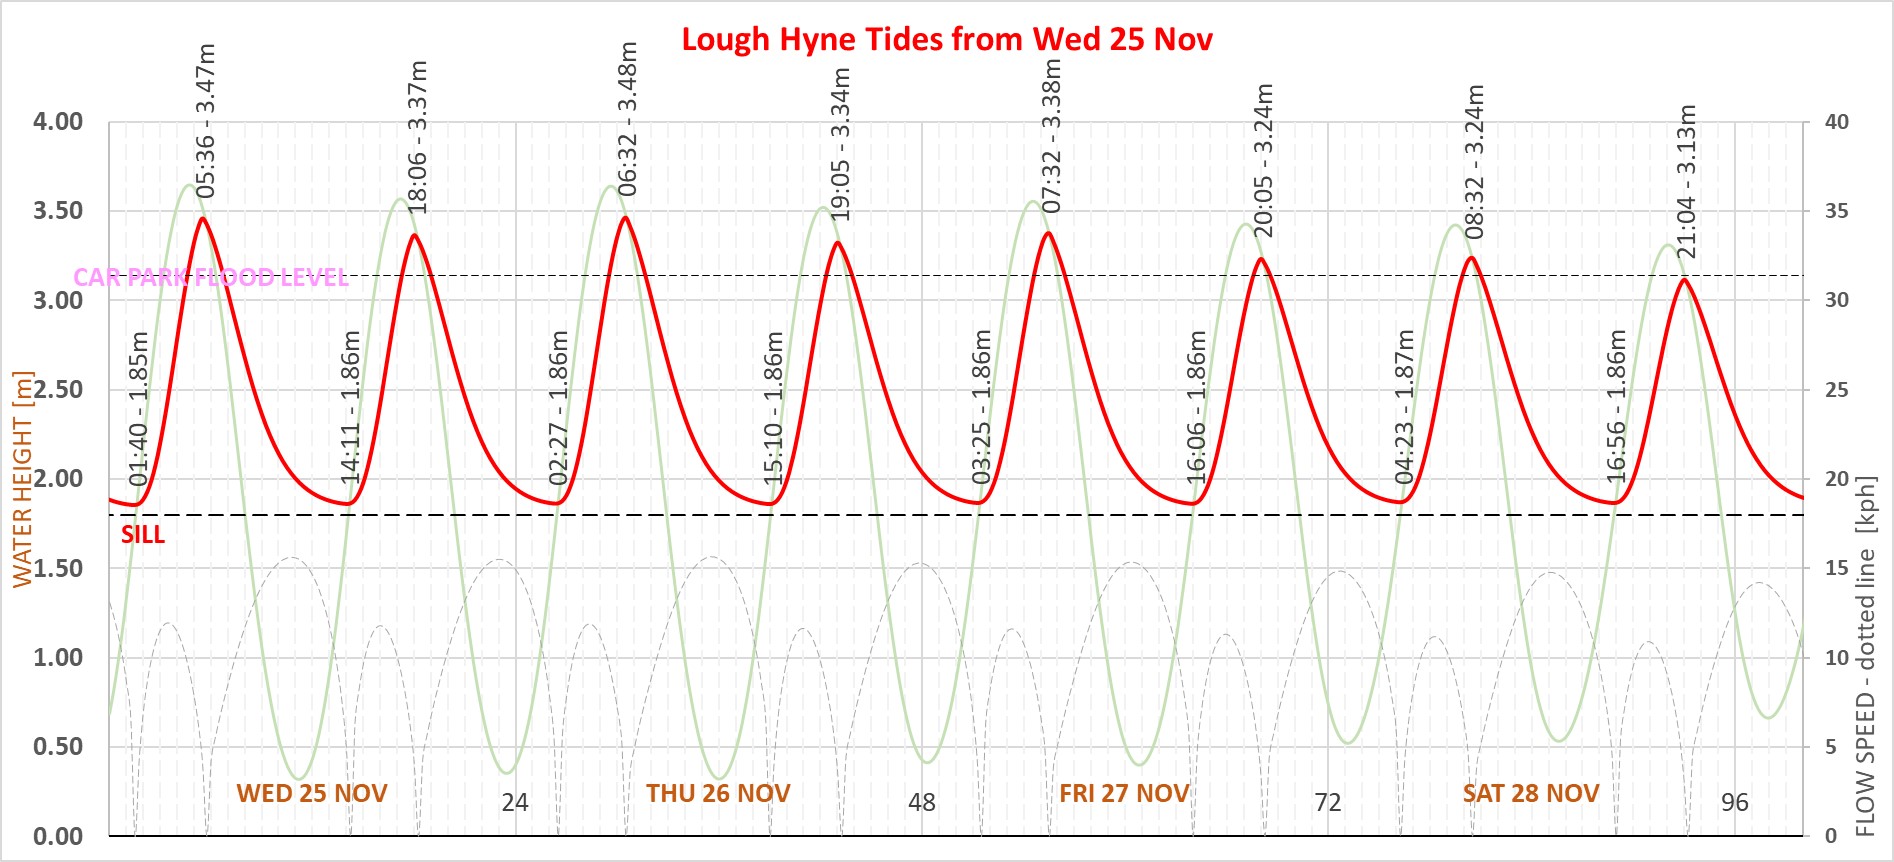 Lough Hyne Tides from Wed 25 Nov
05:36 - 3.47m
18:06 - 3.37m
06:32 - 3.48m
19:05 - 3.34m
07:32 - 3.38m
20:05 - 3.24m
08:32 - 3.24m
21:04 - 3.13m
4.00
3.50
3.00
2.50
2.00
1.50
1.00
0.50
0.00
WATER HEIGHT [m]
CAR PARK FLOOD LEVEL
01:40 - 1.85m
14:11 - 1.86m
02:27 - 1.86m
15:10 - 1.86m
03:25 - 1.86m
16:06 - 1.86m
04:23 - 1.87m
16:56 - 1.86m
SILL
WED 25 NOV
24
THU 26 NOV
48
FRI 27 NOV
72
SAT 28 NOV
96
40
35
30
25
20
15
10
5
0
FLOW SPEED - dotted line [kph]